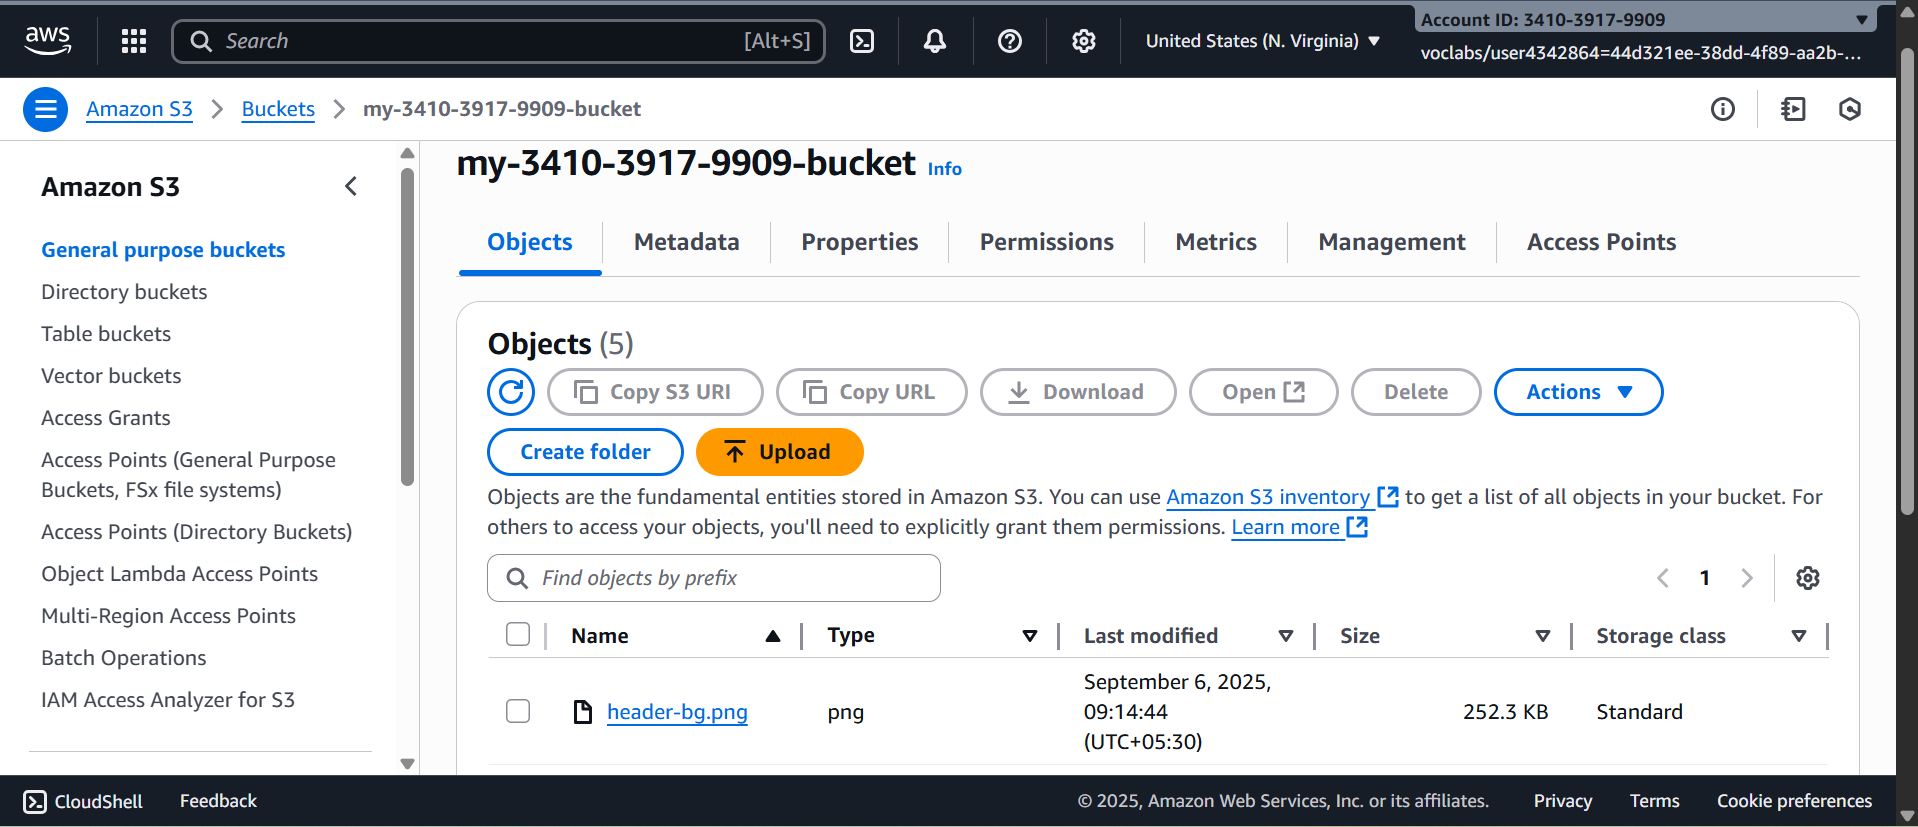 aws
Search
[Alt+S]
United States (N. Virginia)
Account ID: 3410-3917-9909
voclabs/user4342864=44d321ee-38dd-4f89-aa2b-...
Amazon S3
Buckets
my-3410-3917-9909-bucket
Amazon S3
General purpose buckets
Directory buckets
Table buckets
Vector buckets
Access Grants
Access Points (General Purpose
Buckets, FSx file systems)
Access Points (Directory Buckets)
Object Lambda Access Points
Multi-Region Access Points
Batch Operations
IAM Access Analyzer for S3
my-3410-3917-9909-bucket Info
Objects
Metadata
Properties
Permissions
Metrics
Management
Access Points
Objects (5)
Copy S3 URI
Copy URL
Download
Open
Delete
Actions
Create folder
Upload
Objects are the fundamental entities stored in Amazon S3. You can use Amazon S3 inventory to get a list of all objects in your bucket. For
others to access your objects, you'll need to explicitly grant them permissions. Learn more
Find objects by prefix
1
Name
Type
Last modified
Size
Storage class
header-bg.png
png
September 6, 2025,
09:14:44
(UTC+05:30)
252.3 KB
Standard
CloudShell
Feedback
© 2025, Amazon Web Services, Inc. or its affiliates.
Privacy
Terms
Cookie preferences